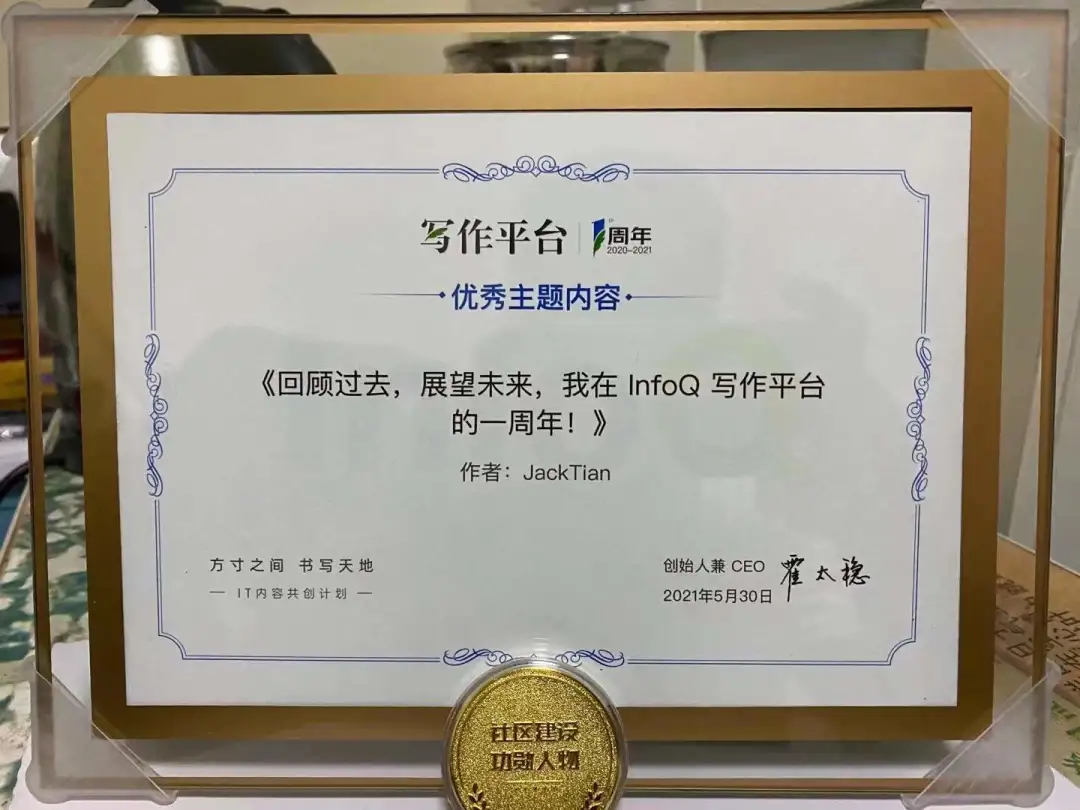 写作平台 1周年
2020-2021
优秀主题内容
《回顾过去，展望未来，我在 InfoQ 写作平台
的一周年！》
作者：JackTian
方寸之间 书写天地
— IT内容共创计划 —
创始人兼 CEO 霍太稳
2021年5月30日
社区建设
功勋人物